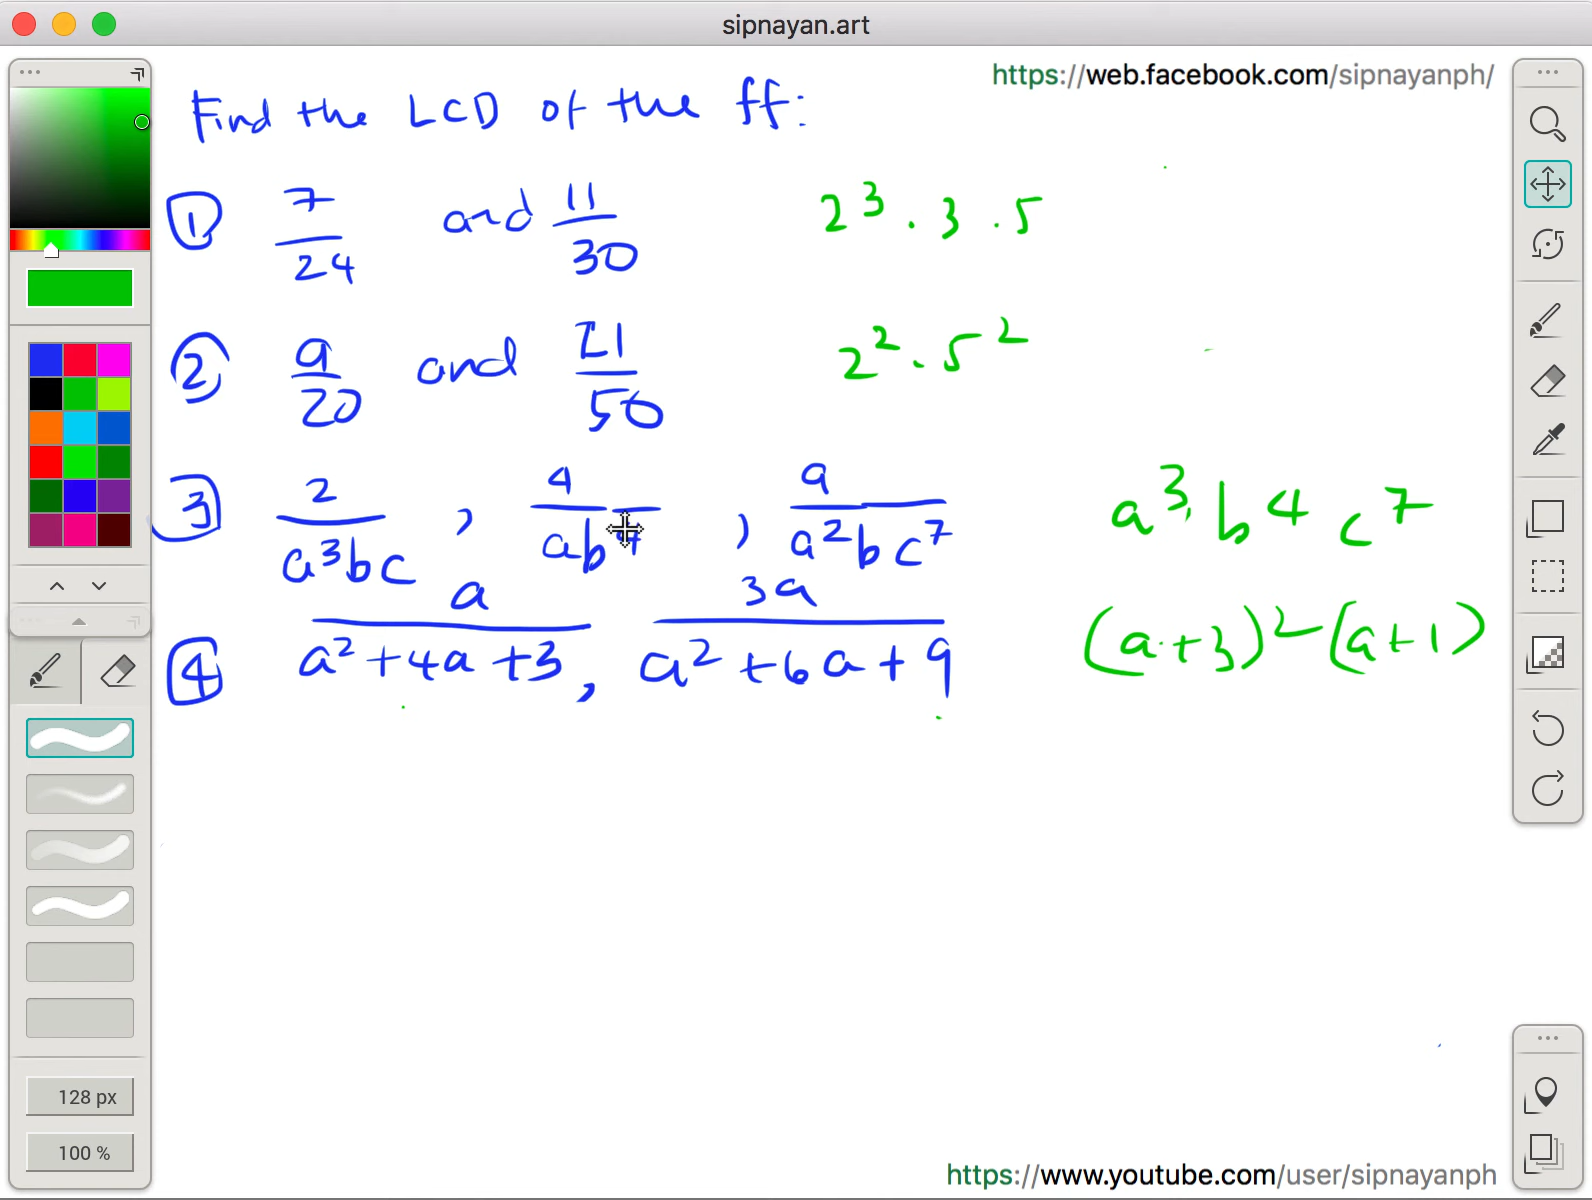 sipnayan.art
https://web.facebook.com/sipnayanph/
Find the LCD of the ff:
① 7/24 and 11/30 2³ · 3 · 5
② 9/20 and 21/50 2² · 5²
③ 2/a³bc , 4/ab⁴ , 9/a²bc⁷ a³ b⁴ c⁷
④ a/a²+4a+3 , 3a/a²+6a+9 (a+3)² (a+1)
128 px
100 %
https://www.youtube.com/user/sipnayanph